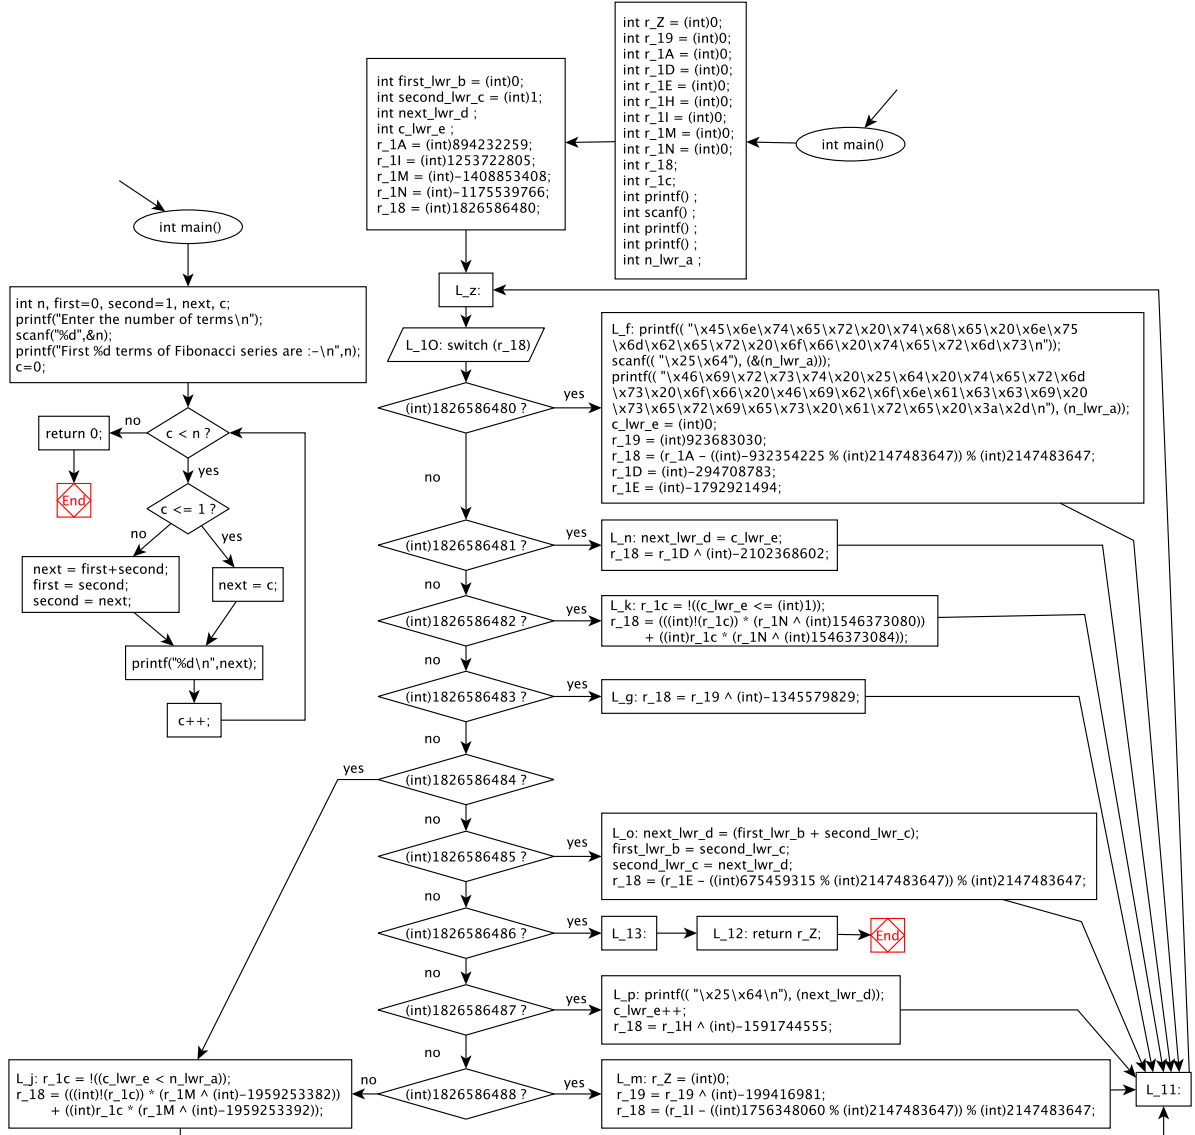 int main()
int n, first=0, second=1, next, c;
printf("Enter the number of terms\n");
scanf("%d",&n);
printf("First %d terms of Fibonacci series are :-\n",n);
c=0;
c < n ?
no
return 0;
End
yes
c <= 1 ?
no
yes
next = first+second;
first = second;
second = next;
next = c;
printf("%d\n",next);
c++;
int main()
int r_Z = (int)0;
int r_19 = (int)0;
int r_1A = (int)0;
int r_1D = (int)0;
int r_1E = (int)0;
int r_1H = (int)0;
int r_1I = (int)0;
int r_1M = (int)0;
int r_1N = (int)0;
int r_18;
int r_1c;
int printf() ;
int scanf() ;
int printf() ;
int printf() ;
int n_lwr_a ;
int first_lwr_b = (int)0;
int second_lwr_c = (int)1;
int next_lwr_d ;
int c_lwr_e ;
r_1A = (int)894232259;
r_1I = (int)1253722805;
r_1M = (int)-1408853408;
r_1N = (int)-1175539766;
r_18 = (int)1826586480;
L_z:
L_1O: switch (r_18)
(int)1826586480 ?
yes
L_f: printf(( "\x45\x6e\x74\x65\x72\x20\x74\x68\x65\x20\x6e\x75
\x6d\x62\x65\x72\x20\x6f\x66\x20\x74\x65\x72\x6d\x73\n"));
scanf(( "\x25\x64"), (&(n_lwr_a)));
printf(( "\x46\x69\x72\x73\x74\x20\x25\x64\x20\x74\x65\x72\x6d
\x73\x20\x6f\x66\x20\x46\x69\x62\x6f\x6e\x61\x63\x63\x69\x20
\x73\x65\x72\x69\x65\x73\x20\x61\x72\x65\x20\x3a\x2d\n"), (n_lwr_a));
c_lwr_e = (int)0;
r_19 = (int)923683030;
r_18 = (r_1A - ((int)-932354225 % (int)2147483647)) % (int)2147483647;
r_1D = (int)-294708783;
r_1E = (int)-1792921494;
no
(int)1826586481 ?
yes
L_n: next_lwr_d = c_lwr_e;
r_18 = r_1D ^ (int)-2102368602;
no
(int)1826586482 ?
yes
L_k: r_1c = !((c_lwr_e <= (int)1));
r_18 = (((int)!(r_1c)) * (r_1N ^ (int)1546373080))
+ ((int)r_1c * (r_1N ^ (int)1546373084));
no
(int)1826586483 ?
yes
L_g: r_18 = r_19 ^ (int)-1345579829;
no
(int)1826586484 ?
yes
no
(int)1826586485 ?
yes
L_o: next_lwr_d = (first_lwr_b + second_lwr_c);
first_lwr_b = second_lwr_c;
second_lwr_c = next_lwr_d;
r_18 = (r_1E - ((int)675459315 % (int)2147483647)) % (int)2147483647;
no
(int)1826586486 ?
yes
L_13:
L_12: return r_Z;
End
no
(int)1826586487 ?
yes
L_p: printf(( "\x25\x64\n"), (next_lwr_d));
c_lwr_e++;
r_18 = r_1H ^ (int)-1591744555;
no
(int)1826586488 ?
yes
L_m: r_Z = (int)0;
r_19 = r_19 ^ (int)-199416981;
r_18 = (r_1I - ((int)1756348060 % (int)2147483647)) % (int)2147483647;
no
L_j: r_1c = !((c_lwr_e < n_lwr_a));
r_18 = (((int)!(r_1c)) * (r_1M ^ (int)-1959253382))
+ ((int)r_1c * (r_1M ^ (int)-1959253392));
L_11: